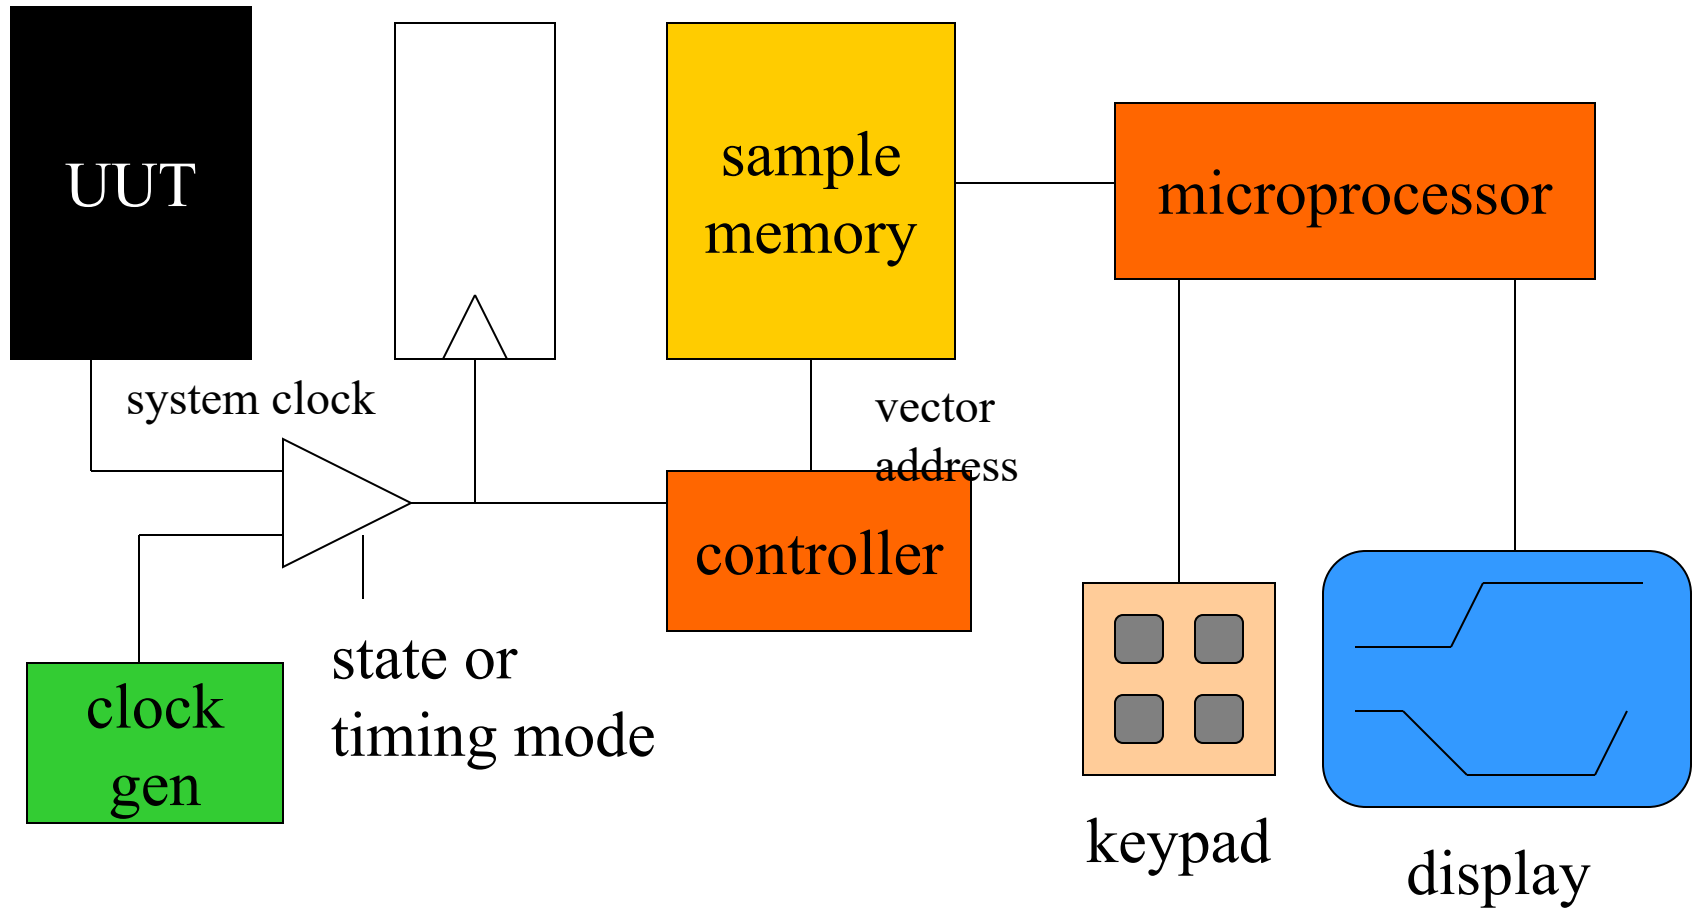 UUT
sample
memory
microprocessor
system clock
vector
address
controller
state or
timing mode
clock
gen
keypad
display